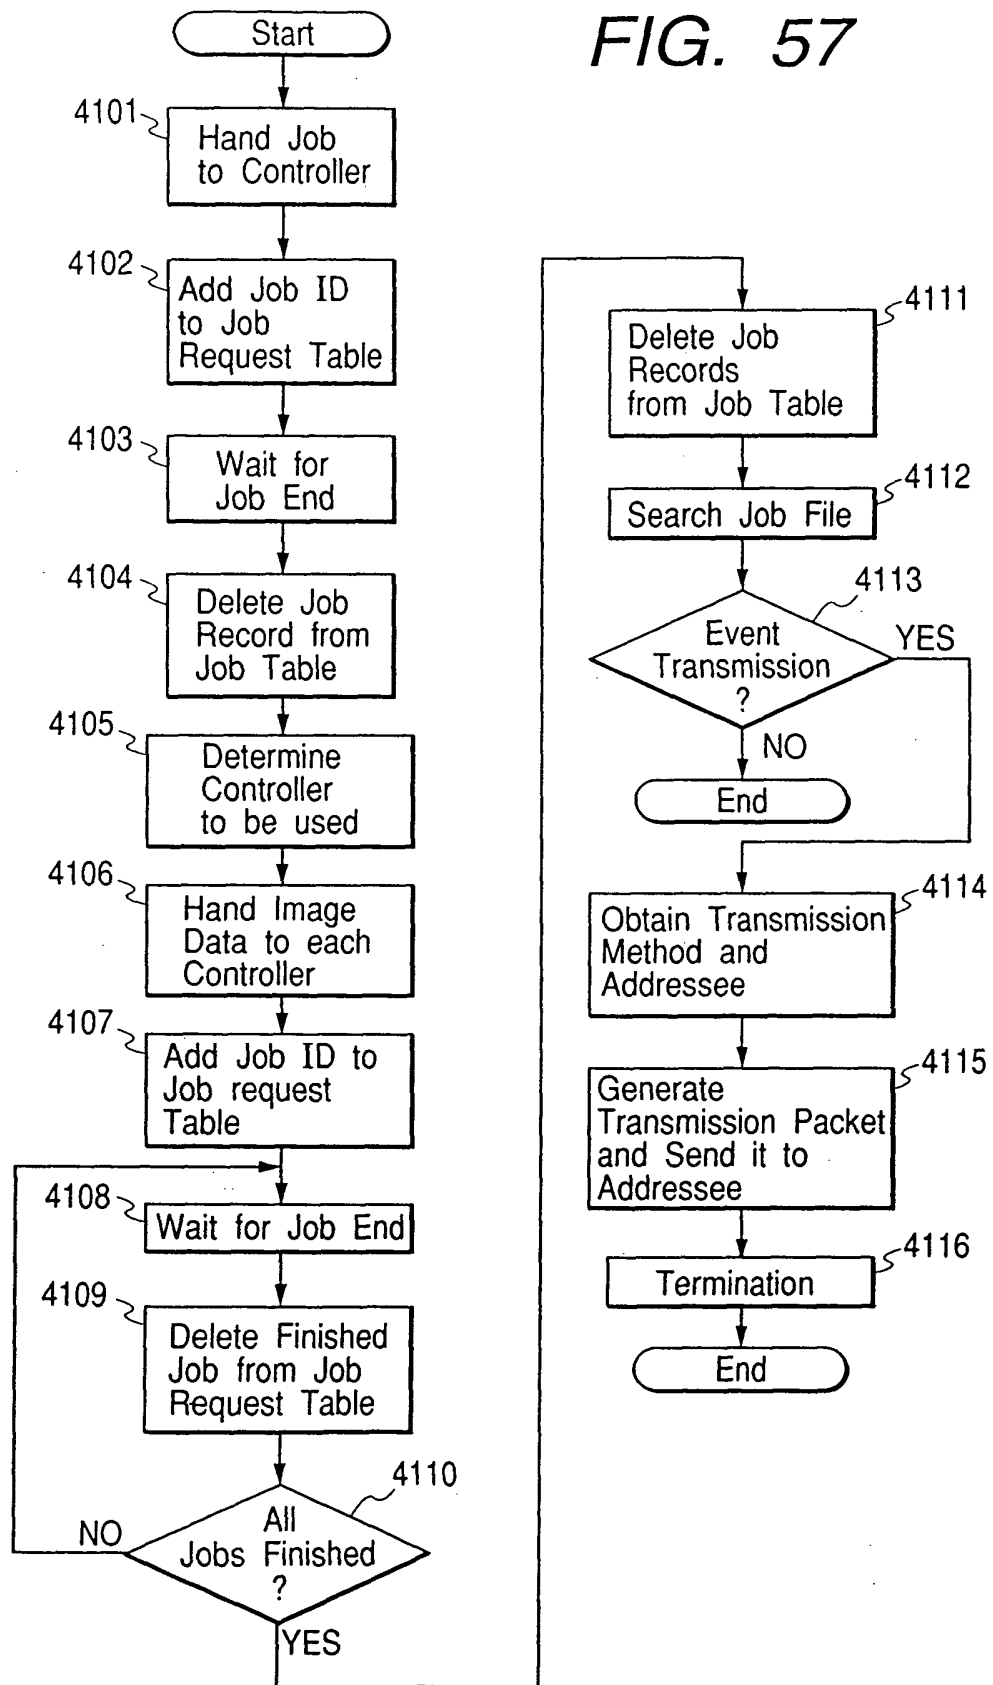 FIG. 57
Start
4101
Hand Job
to Controller
4102
Add Job ID
to Job
Request Table
4103
Wait for
Job End
4104
Delete Job
Record from
Job Table
4105
Determine
Controller
to be used
4106
Hand Image
Data to each
Controller
4107
Add Job ID to
Job request
Table
4108
Wait for Job End
4109
Delete Finished
Job from Job
Request Table
4110
All
Jobs Finished
?
NO
YES
4111
Delete Job
Records
from Job Table
4112
Search Job File
4113
Event
Transmission
?
YES
NO
End
4114
Obtain Transmission
Method and
Addressee
4115
Generate
Transmission Packet
and Send it to
Addressee
4116
Termination
End